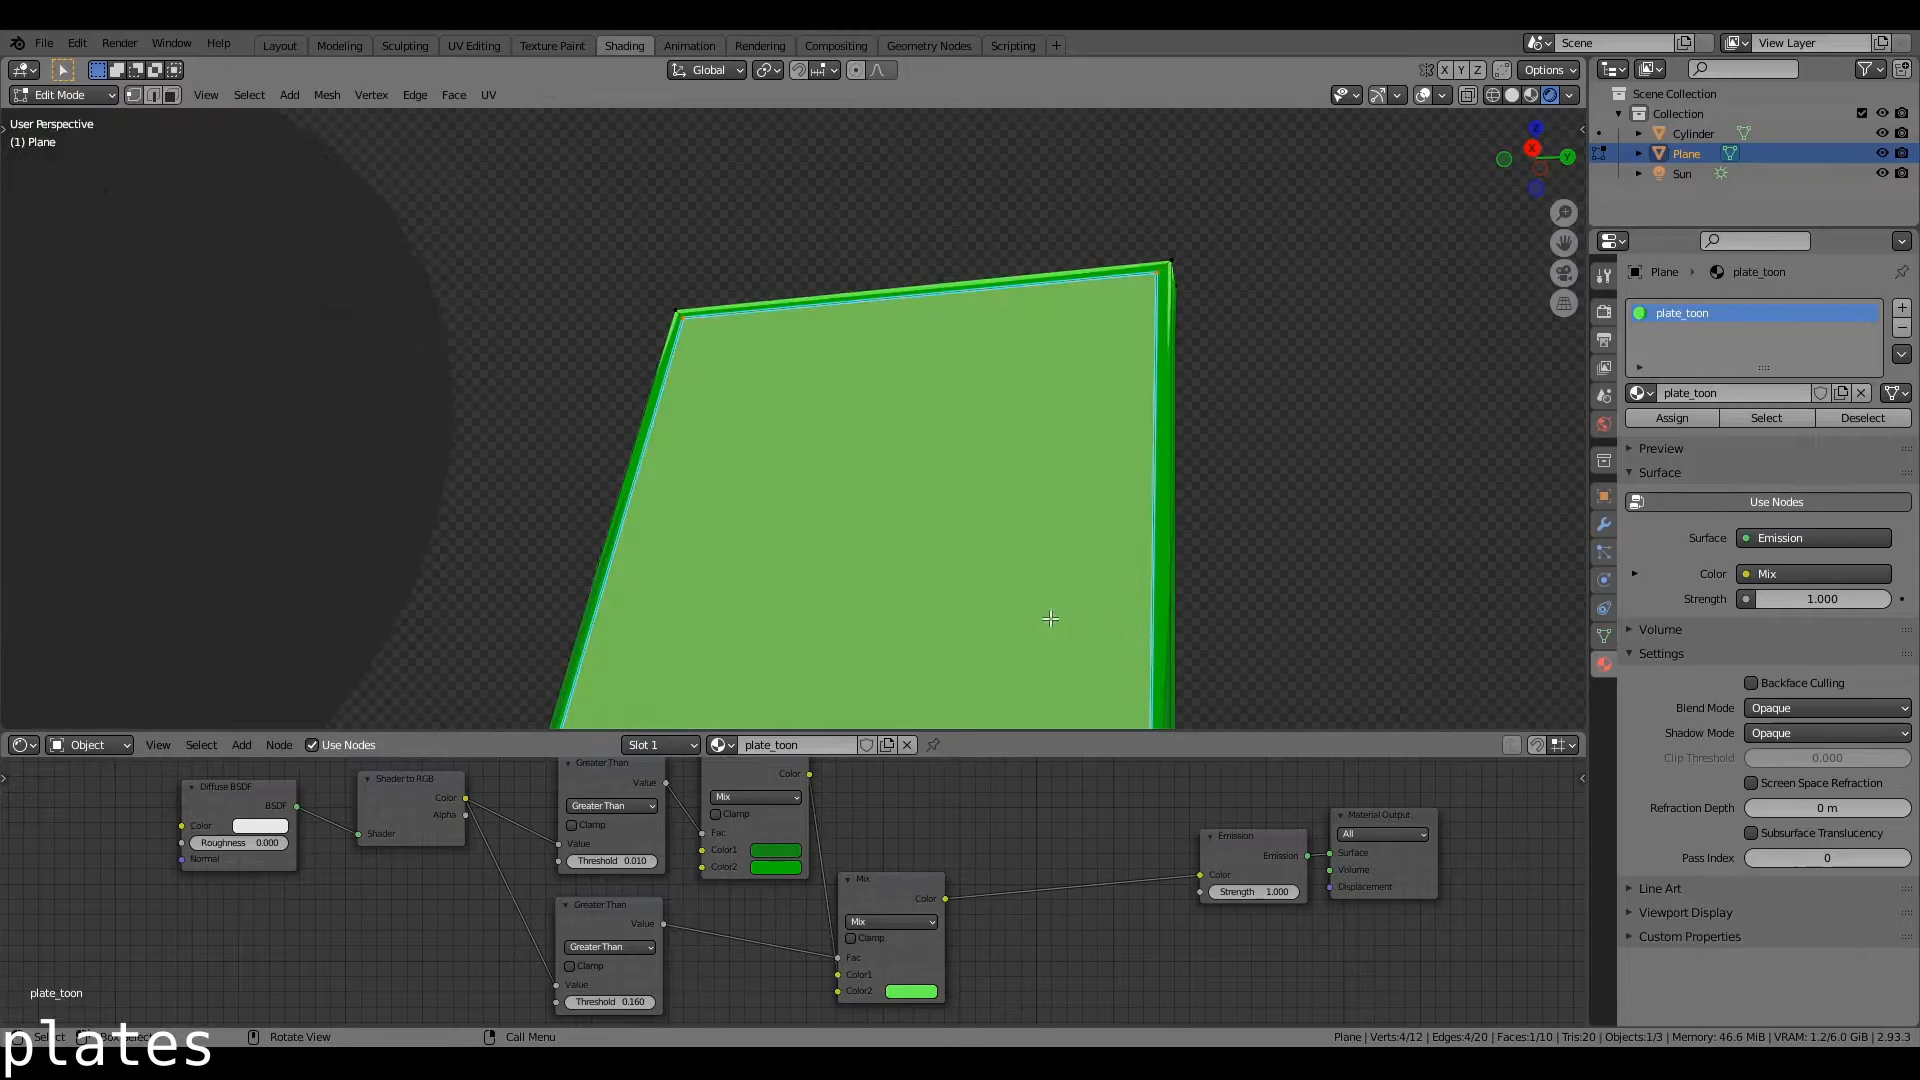 File Edit Render Window Help
Layout Modeling Sculpting UV Editing Texture Paint Shading Animation Rendering Compositing Geometry Nodes Scripting +
Scene
View Layer
Global
X Y Z
Options
Edit Mode
View Select Add Mesh Vertex Edge Face UV
User Perspective
(1) Plane
Z
X
Y
Scene Collection
Collection
Cylinder
Plane
Sun
Plane > plate_toon
plate_toon
plate_toon
Assign Select Deselect
Preview
Surface
Use Nodes
Surface Emission
Color Mix
Strength 1.000
Volume
Settings
Backface Culling
Blend Mode Opaque
Shadow Mode Opaque
Clip Threshold 0.000
Screen Space Refraction
Refraction Depth 0 m
Subsurface Translucency
Pass Index 0
Line Art
Viewport Display
Custom Properties
Object View Select Add Node Use Nodes Slot 1 plate_toon
Diffuse BSDF
BSDF
Color
Roughness 0.000
Normal
Shader to RGB
Color
Alpha
Shader
Greater Than
Value
Greater Than
Clamp
Value
Threshold 0.010
Color
Mix
Clamp
Fac
Color1
Color2
Greater Than
Value
Greater Than
Clamp
Value
Threshold 0.160
Mix
Color
Mix
Clamp
Fac
Color1
Color2
Emission
Emission
Color
Strength 1.000
Material Output
All
Surface
Volume
Displacement
plate_toon
plates
Select Box Select Rotate View Call Menu
Plane | Verts:4/12 | Edges:4/20 | Faces:1/10 | Tris:20 | Objects:1/3 | Memory: 46.6 MiB | VRAM: 1.2/6.0 GiB | 2.93.3